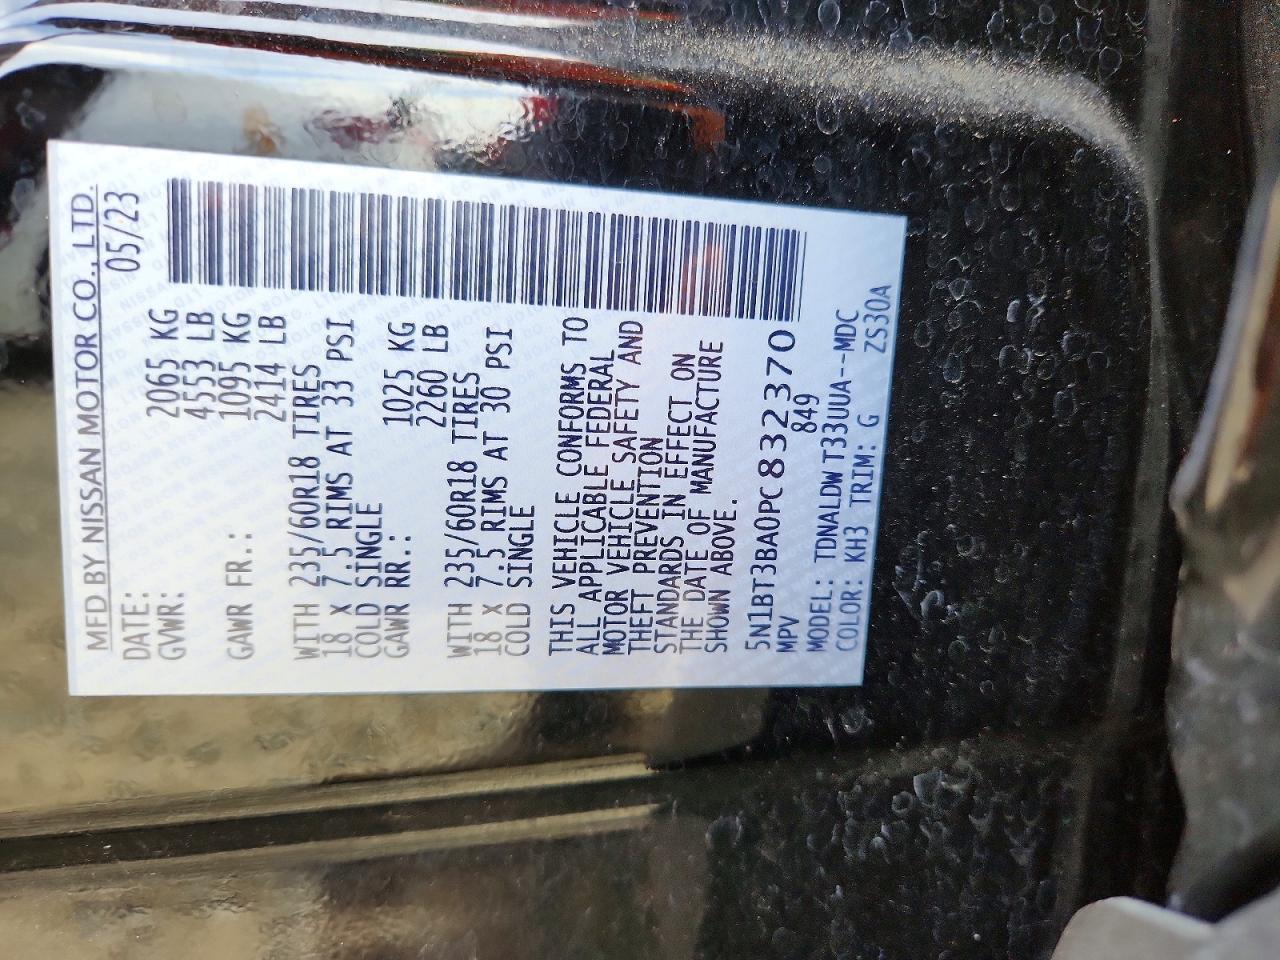 MFD BY NISSAN MOTOR CO., LTD.
DATE: 05/23
GVWR: 2065 KG
4553 LB
GAWR FR.: 1095 KG
2414 LB
WITH 235/60R18 TIRES
18 x 7.5 RIMS AT 33 PSI
COLD SINGLE
GAWR RR.: 1025 KG
2260 LB
WITH 235/60R18 TIRES
18 x 7.5 RIMS AT 30 PSI
COLD SINGLE
THIS VEHICLE CONFORMS TO
ALL APPLICABLE FEDERAL
MOTOR VEHICLE SAFETY AND
THEFT PREVENTION
STANDARDS IN EFFECT ON
THE DATE OF MANUFACTURE
SHOWN ABOVE.
5N1BT3BA0PC832370
MPV 849
MODEL: TDNALDW T33UUA--MDC
COLOR: KH3 TRIM: G ZS30A